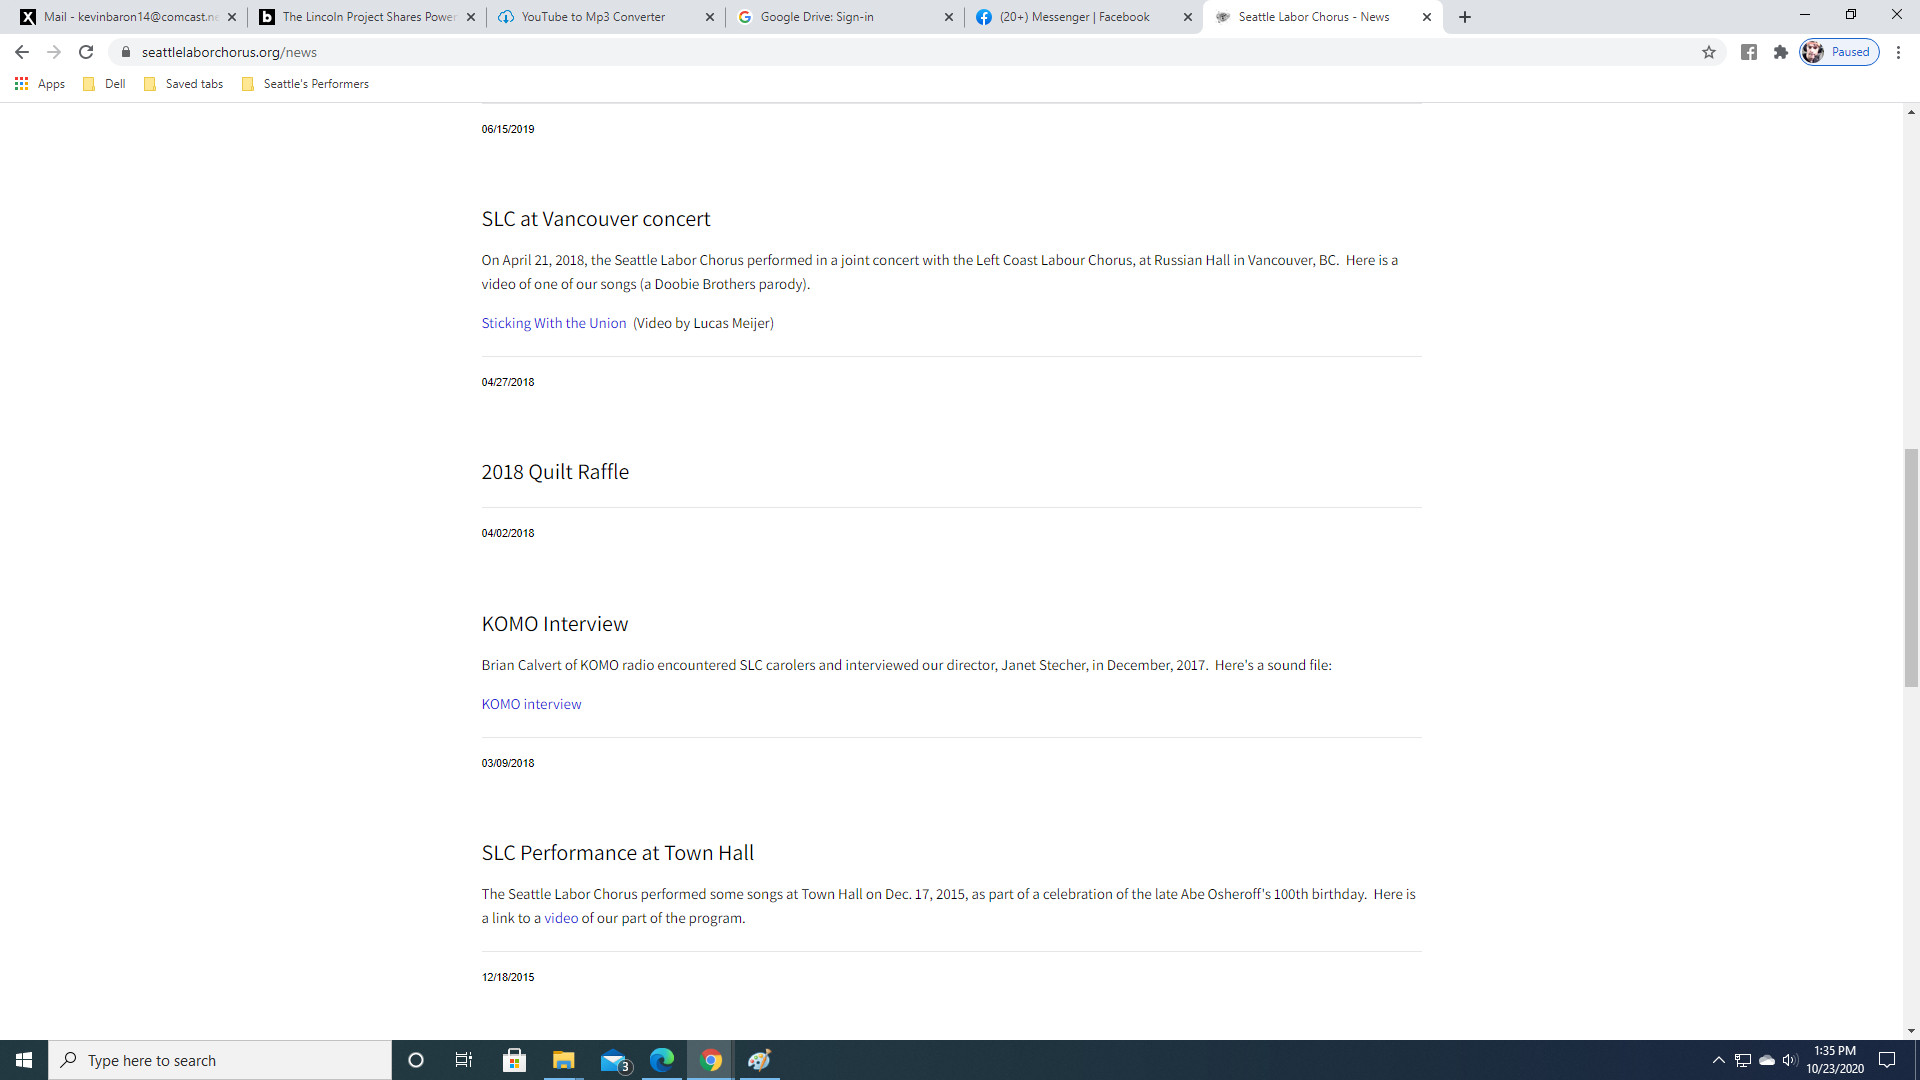 Mail - kevinbaron14@comcast.ne
The Lincoln Project Shares Power
YouTube to Mp3 Converter
Google Drive: Sign-in
(20+) Messenger | Facebook
Seattle Labor Chorus - News
seattlelaborchorus.org/news
Paused
Apps
Dell
Saved tabs
Seattle's Performers
06/15/2019
SLC at Vancouver concert
On April 21, 2018, the Seattle Labor Chorus performed in a joint concert with the Left Coast Labour Chorus, at Russian Hall in Vancouver, BC. Here is a
video of one of our songs (a Doobie Brothers parody).
Sticking With the Union (Video by Lucas Meijer)
04/27/2018
2018 Quilt Raffle
04/02/2018
KOMO Interview
Brian Calvert of KOMO radio encountered SLC carolers and interviewed our director, Janet Stecher, in December, 2017. Here's a sound file:
KOMO interview
03/09/2018
SLC Performance at Town Hall
The Seattle Labor Chorus performed some songs at Town Hall on Dec. 17, 2015, as part of a celebration of the late Abe Osheroff's 100th birthday. Here is
a link to a video of our part of the program.
12/18/2015
Type here to search
3
1:35 PM
10/23/2020